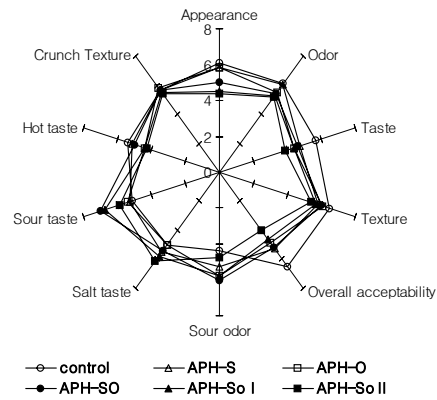 Appearance
8
Crunch Texture
Odor
6
4
Hot taste
Taste
2
0
Sour taste
Texture
Salt taste
Overall acceptability
Sour odor
control APH-S APH-O
APH-SO APH-So I APH-So II